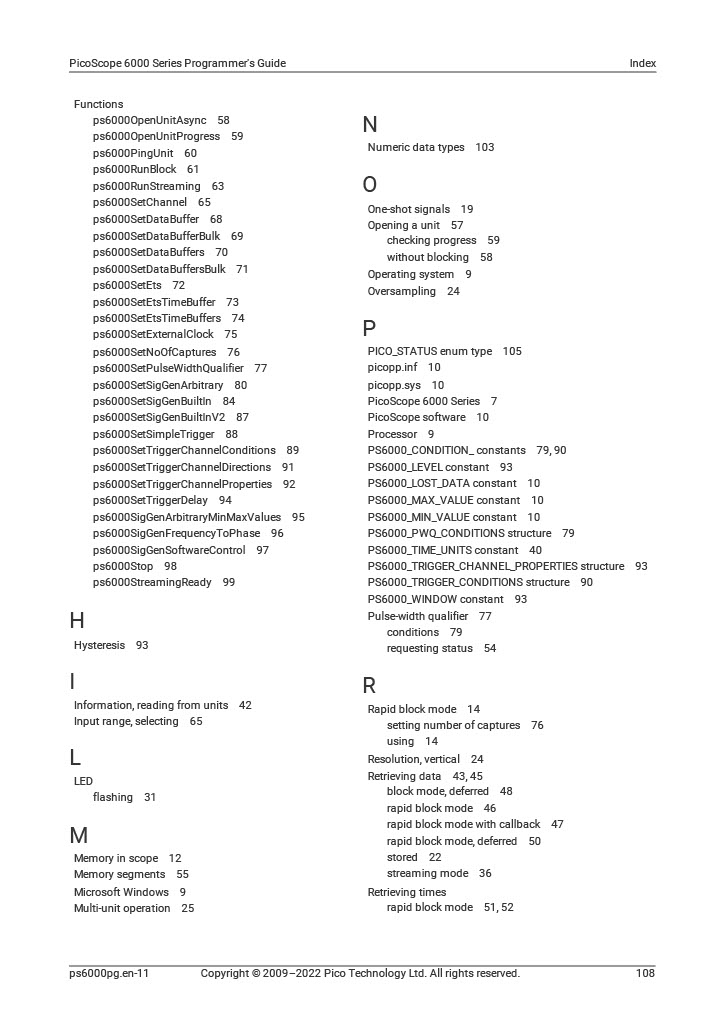 PicoScope 6000 Series Programmer's Guide Index
Functions
ps6000OpenUnitAsync 58
ps6000OpenUnitProgress 59
ps6000PingUnit 60
ps6000RunBlock 61
ps6000RunStreaming 63
ps6000SetChannel 65
ps6000SetDataBuffer 68
ps6000SetDataBufferBulk 69
ps6000SetDataBuffers 70
ps6000SetDataBuffersBulk 71
ps6000SetEts 72
ps6000SetEtsTimeBuffer 73
ps6000SetEtsTimeBuffers 74
ps6000SetExternalClock 75
ps6000SetNoOfCaptures 76
ps6000SetPulseWidthQualifier 77
ps6000SetSigGenArbitrary 80
ps6000SetSigGenBuiltIn 84
ps6000SetSigGenBuiltInV2 87
ps6000SetSimpleTrigger 88
ps6000SetTriggerChannelConditions 89
ps6000SetTriggerChannelDirections 91
ps6000SetTriggerChannelProperties 92
ps6000SetTriggerDelay 94
ps6000SigGenArbitraryMinMaxValues 95
ps6000SigGenFrequencyToPhase 96
ps6000SigGenSoftwareControl 97
ps6000Stop 98
ps6000StreamingReady 99
H
Hysteresis 93
I
Information, reading from units 42
Input range, selecting 65
L
LED
flashing 31
M
Memory in scope 12
Memory segments 55
Microsoft Windows 9
Multi-unit operation 25
N
Numeric data types 103
O
One-shot signals 19
Opening a unit 57
checking progress 59
without blocking 58
Operating system 9
Oversampling 24
P
PICO_STATUS enum type 105
picopp.inf 10
picopp.sys 10
PicoScope 6000 Series 7
PicoScope software 10
Processor 9
PS6000_CONDITION_ constants 79, 90
PS6000_LEVEL constant 93
PS6000_LOST_DATA constant 10
PS6000_MAX_VALUE constant 10
PS6000_MIN_VALUE constant 10
PS6000_PWQ_CONDITIONS structure 79
PS6000_TIME_UNITS constant 40
PS6000_TRIGGER_CHANNEL_PROPERTIES structure 93
PS6000_TRIGGER_CONDITIONS structure 90
PS6000_WINDOW constant 93
Pulse-width qualifier 77
conditions 79
requesting status 54
R
Rapid block mode 14
setting number of captures 76
using 14
Resolution, vertical 24
Retrieving data 43, 45
block mode, deferred 48
rapid block mode 46
rapid block mode with callback 47
rapid block mode, deferred 50
stored 22
streaming mode 36
Retrieving times
rapid block mode 51, 52
ps6000pg.en-11 Copyright © 2009–2022 Pico Technology Ltd. All rights reserved. 108